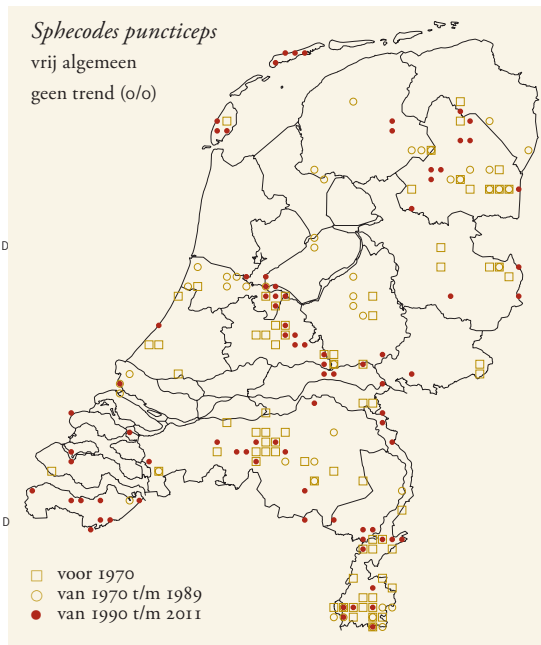 Sphecodes puncticeps
vrij algemeen
geen trend (0/0)
D
D
voor 1970
van 1970 t/m 1989
van 1990 t/m 2011